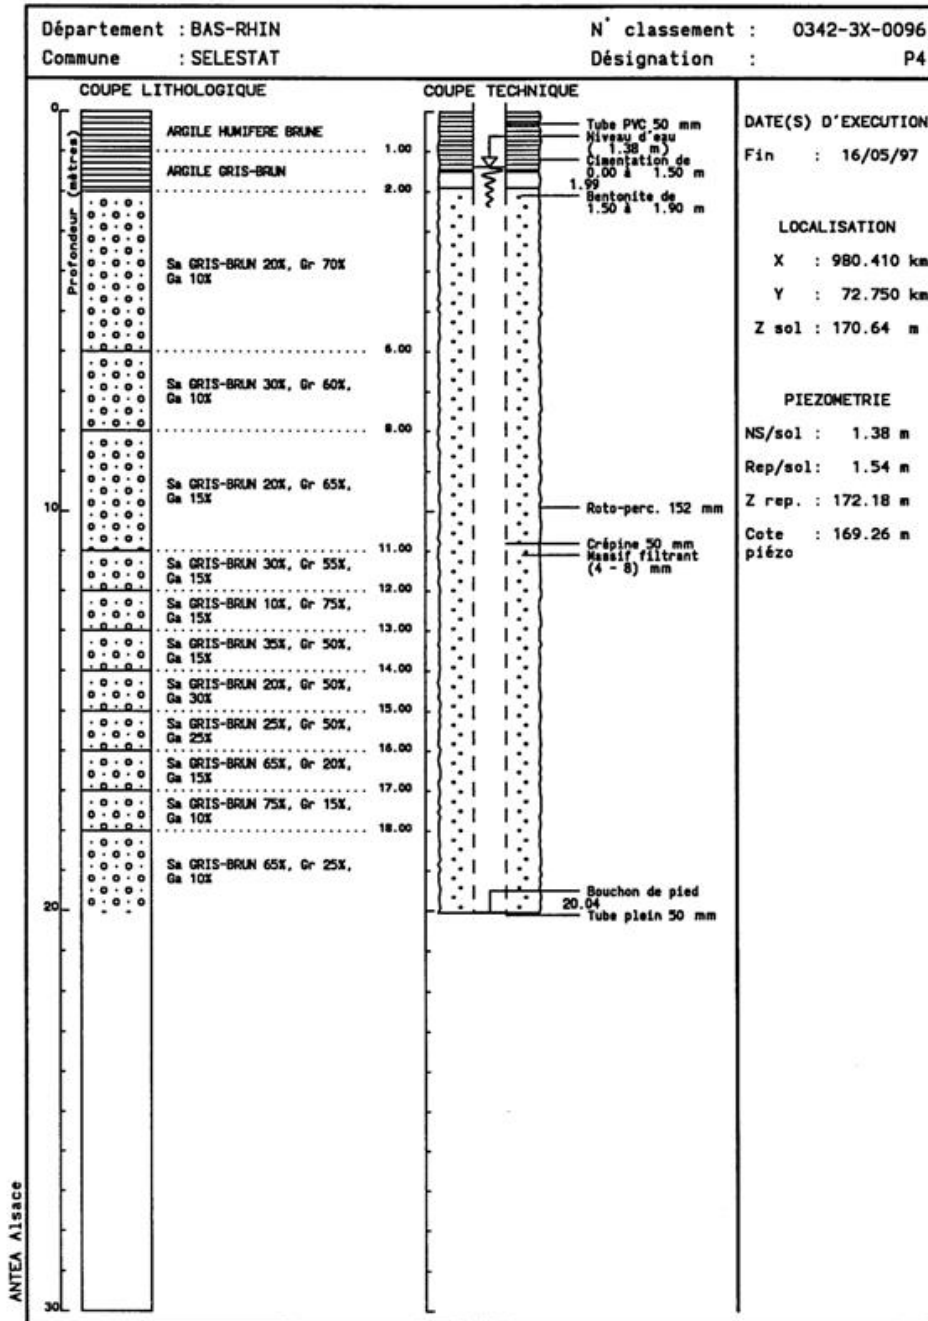 Département : BAS-RHIN
N° classement : 0342-3X-0096
Commune : SELESTAT
Désignation : P4
COUPE LITHOLOGIQUE
Profondeur (mètres)
0
10
20
30
ARGILE HUMIFERE BRUNE
1.00
ARGILE GRIS-BRUN
2.00
Sa GRIS-BRUN 20%, Gr 70%
Ga 10%
6.00
Sa GRIS-BRUN 30%, Gr 60%,
Ga 10%
8.00
Sa GRIS-BRUN 20%, Gr 65%,
Ga 15%
11.00
Sa GRIS-BRUN 30%, Gr 55%,
Ga 15%
12.00
Sa GRIS-BRUN 10%, Gr 75%,
Ga 15%
13.00
Sa GRIS-BRUN 35%, Gr 50%,
Ga 15%
14.00
Sa GRIS-BRUN 20%, Gr 50%,
Ga 30%
15.00
Sa GRIS-BRUN 25%, Gr 50%,
Ga 25%
16.00
Sa GRIS-BRUN 65%, Gr 20%,
Ga 15%
17.00
Sa GRIS-BRUN 75%, Gr 15%,
Ga 10%
18.00
Sa GRIS-BRUN 65%, Gr 25%,
Ga 10%
COUPE TECHNIQUE
Tube PVC 50 mm
Niveau d'eau
( 1.38 m)
Cimentation de
0.00 à 1.50 m
1.99
Bentonite de
1.50 à 1.90 m
Roto-perc. 152 mm
Crépine 50 mm
Massif filtrant
(4 - 8) mm
Bouchon de pied
20.04
Tube plein 50 mm
DATE(S) D'EXECUTION
Fin : 16/05/97
LOCALISATION
X : 980.410 km
Y : 72.750 km
Z sol : 170.64 m
PIEZOMETRIE
NS/sol : 1.38 m
Rep/sol: 1.54 m
Z rep. : 172.18 m
Cote : 169.26 m
piézo
ANTEA Alsace